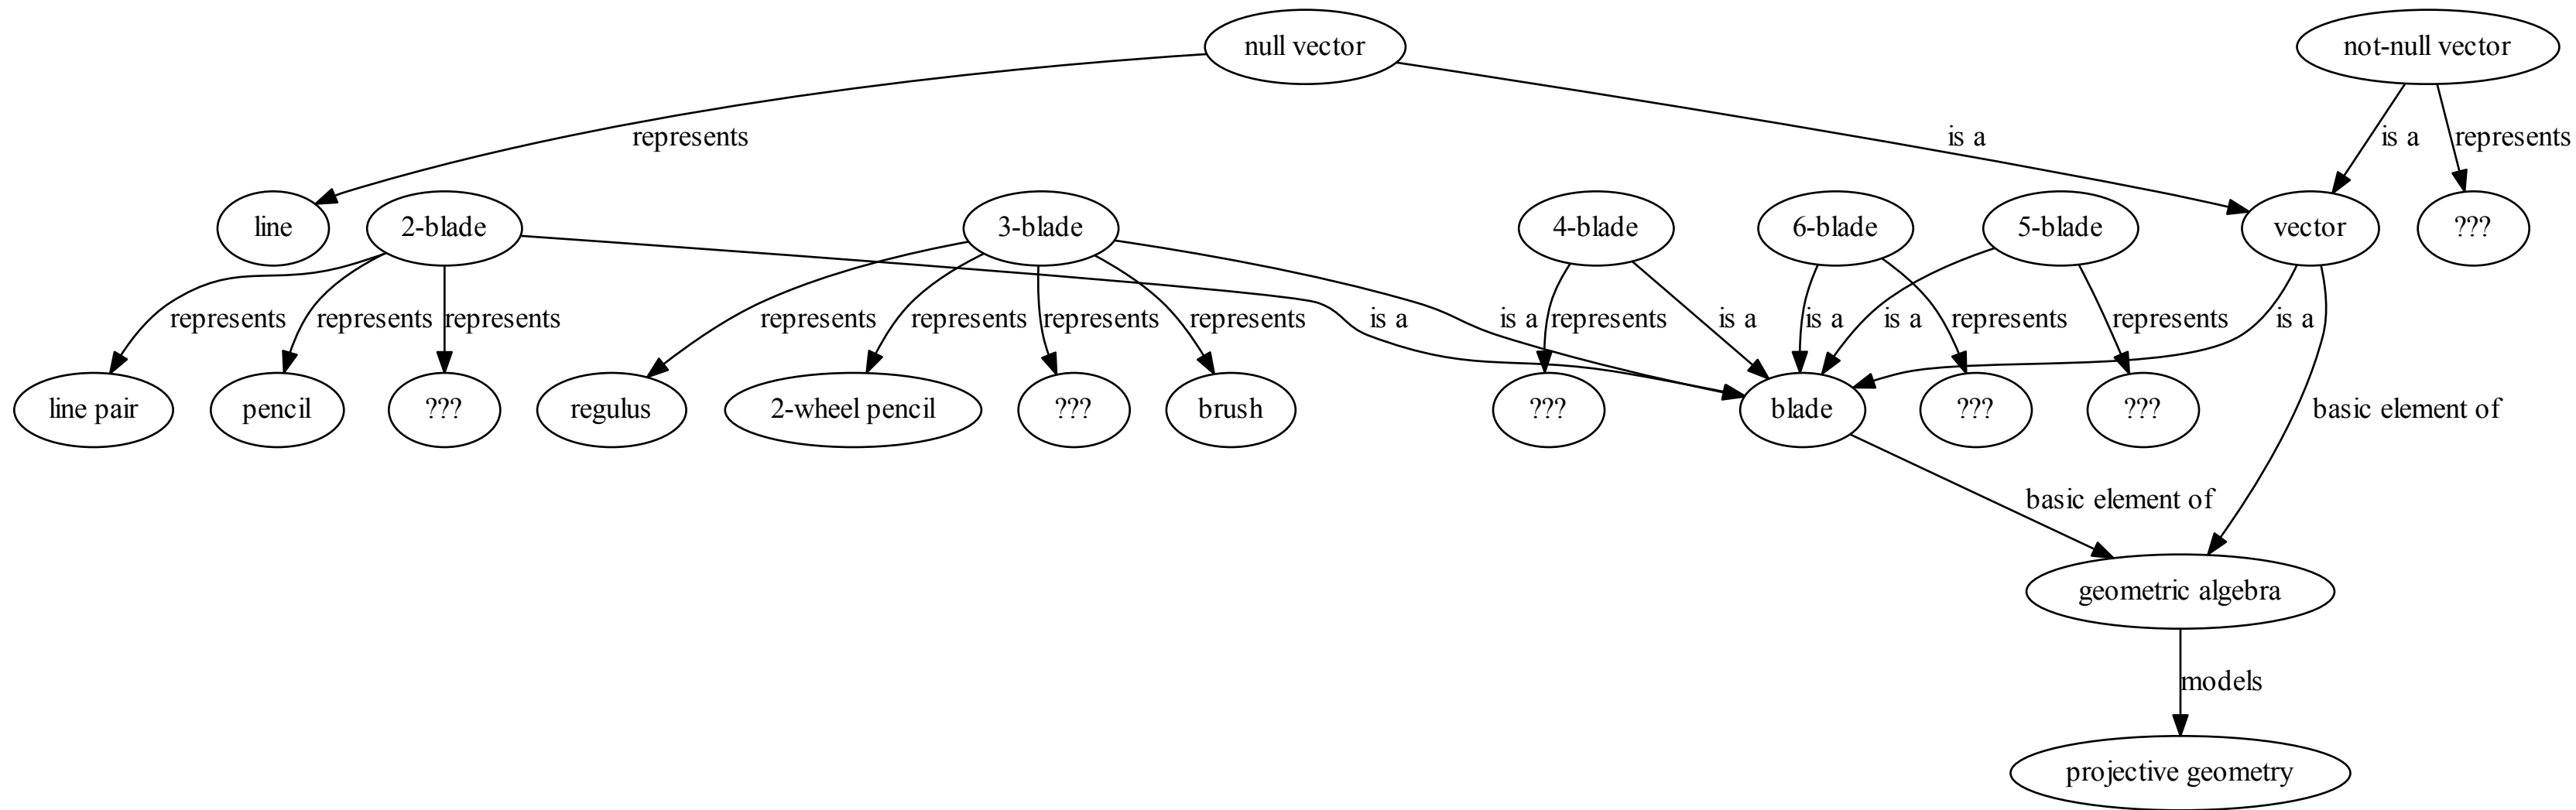 null vector
not-null vector
represents
is a
is a
represents
line
2-blade
3-blade
4-blade
6-blade
5-blade
vector
???
represents
represents
represents
represents
represents
represents
represents
is a
is a
represents
is a
is a
is a
represents
represents
is a
line pair
pencil
???
regulus
2-wheel pencil
???
brush
???
blade
???
???
basic element of
basic element of
geometric algebra
models
projective geometry